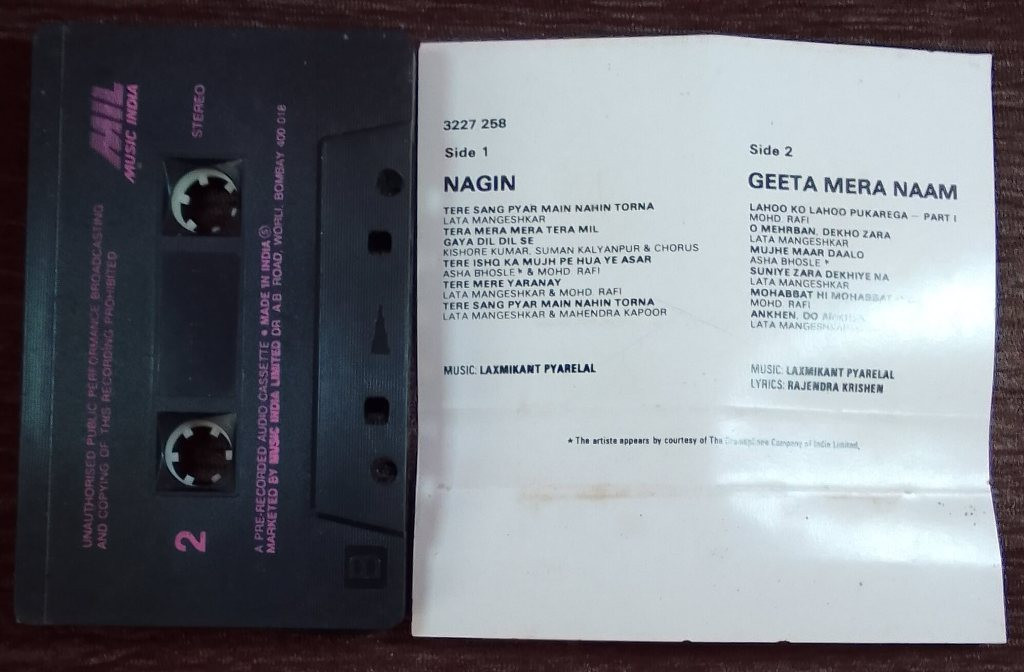 MIL
MUSIC INDIA
STEREO
UNAUTHORISED PUBLIC PERFORMANCE BROADCASTING
AND COPYING OF THIS RECORDING PROHIBITED
2
A PRE-RECORDED AUDIO CASSETTE • MADE IN INDIA
MARKETED BY MUSIC INDIA LIMITED DR A.B. ROAD, WORLI, BOMBAY 400 018
3227 258
Side 1
NAGIN
TERE SANG PYAR MAIN NAHIN TORNA
LATA MANGESHKAR
TERA MERA MERA TERA MIL
GAYA DIL DIL SE
KISHORE KUMAR, SUMAN KALYANPUR & CHORUS
TERE ISHQ KA MUJH PE HUA YE ASAR
ASHA BHOSLE* & MOHD RAFI
TERE MERE YARANAY
LATA MANGESHKAR & MOHD RAFI
TERE SANG PYAR MAIN NAHIN TORNA
LATA MANGESHKAR & MAHENDRA KAPOOR
MUSIC: LAXMIKANT PYARELAL
Side 2
GEETA MERA NAAM
LAHOO KO LAHOO PUKAREGA – PART I
MOHD RAFI
O MEHRBAN, DEKHO ZARA
LATA MANGESHKAR
MUJHE MAAR DAALO
ASHA BHOSLE*
SUNIYE ZARA DEKHIYE NA
LATA MANGESHKAR
MOHABBAT HI MOHABBAT
MOHD RAFI
ANKHEN, DO
LATA MANGESHKAR
MUSIC: LAXMIKANT PYARELAL
LYRICS: RAJENDRA KRISHEN
* The artiste appears by courtesy of The Gramophone Company of India Limited.